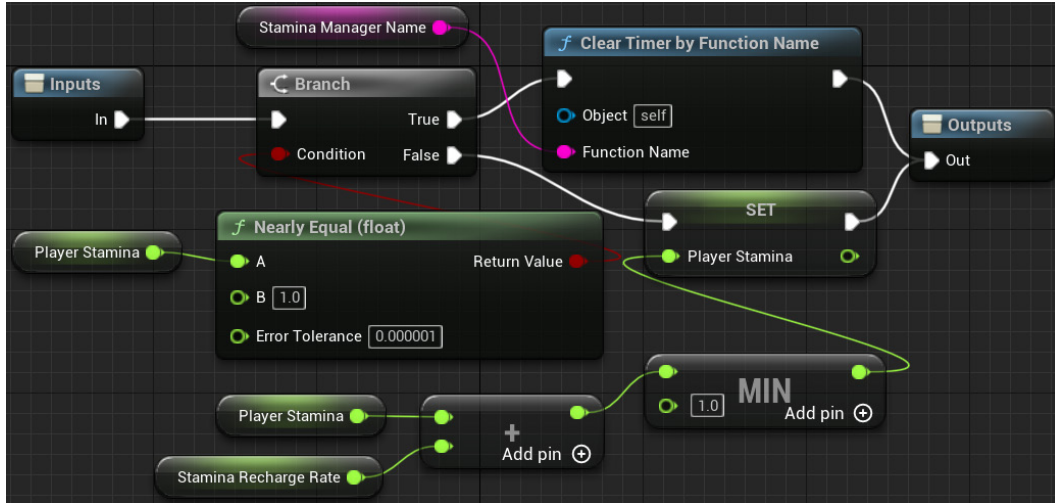 Stamina Manager Name
Clear Timer by Function Name
Inputs
In
Branch
True
Condition
False
Object self
Function Name
Outputs
Out
SET
Player Stamina
Nearly Equal (float)
Player Stamina
A
Return Value
B 1.0
Error Tolerance 0.000001
Player Stamina
+
Add pin
Stamina Recharge Rate
1.0
MIN
Add pin